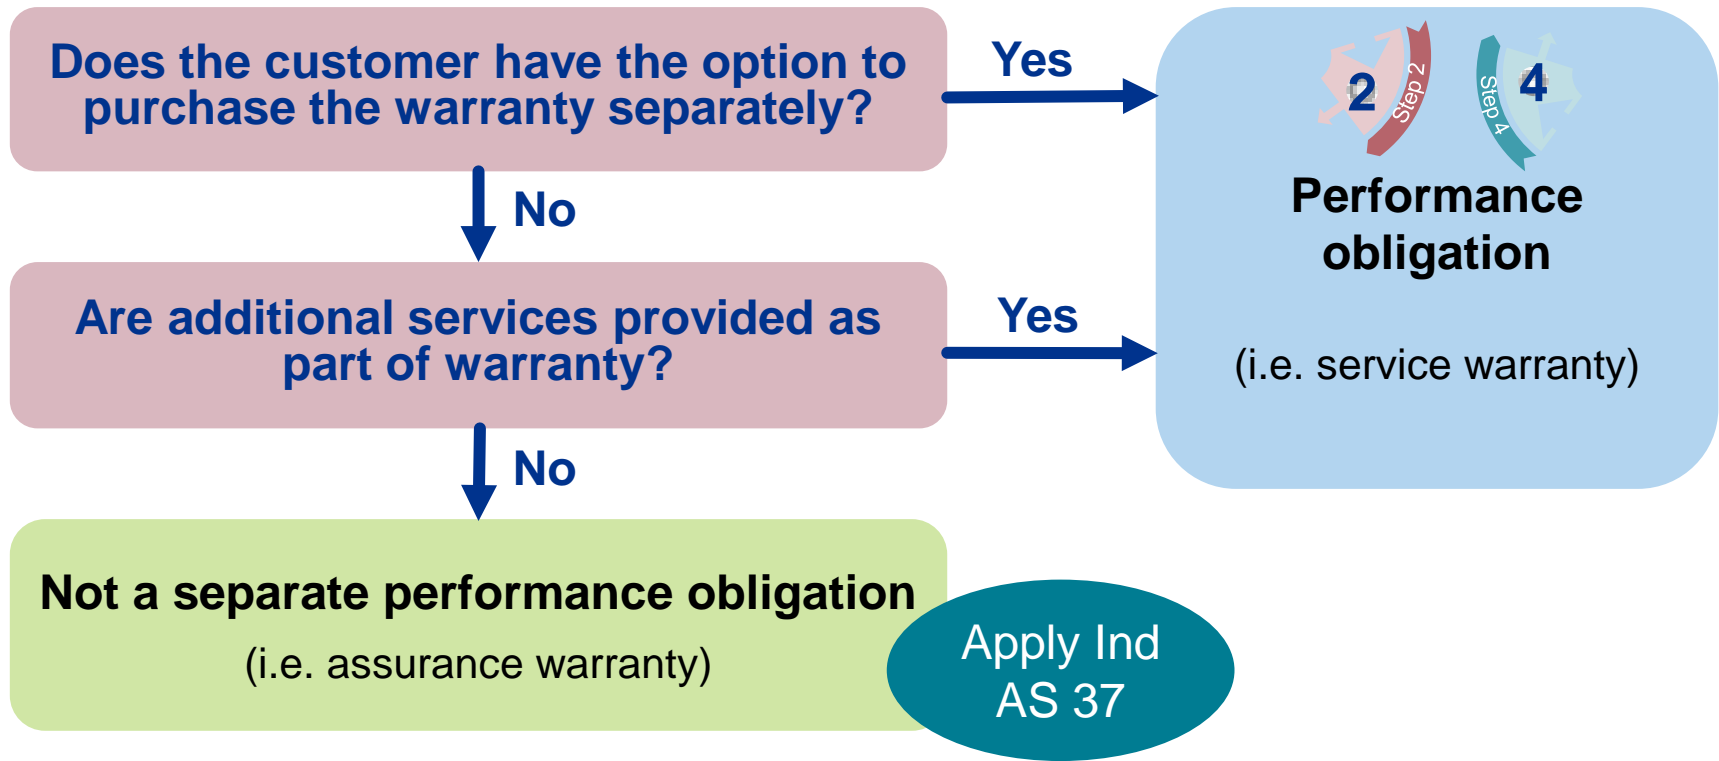 Does the customer have the option to
purchase the warranty separately?
Yes
2
Step 2
Step 4
4
Performance
obligation
(i.e. service warranty)
No
Are additional services provided as
part of warranty?
Yes
No
Not a separate performance obligation
(i.e. assurance warranty)
Apply Ind
AS 37